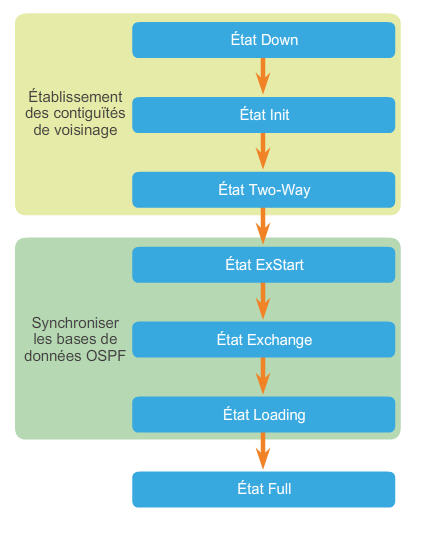 État Down
Établissement
des contiguïtés
de voisinage
État Init
État Two-Way
État ExStart
Synchroniser
les bases de
données OSPF
État Exchange
État Loading
État Full